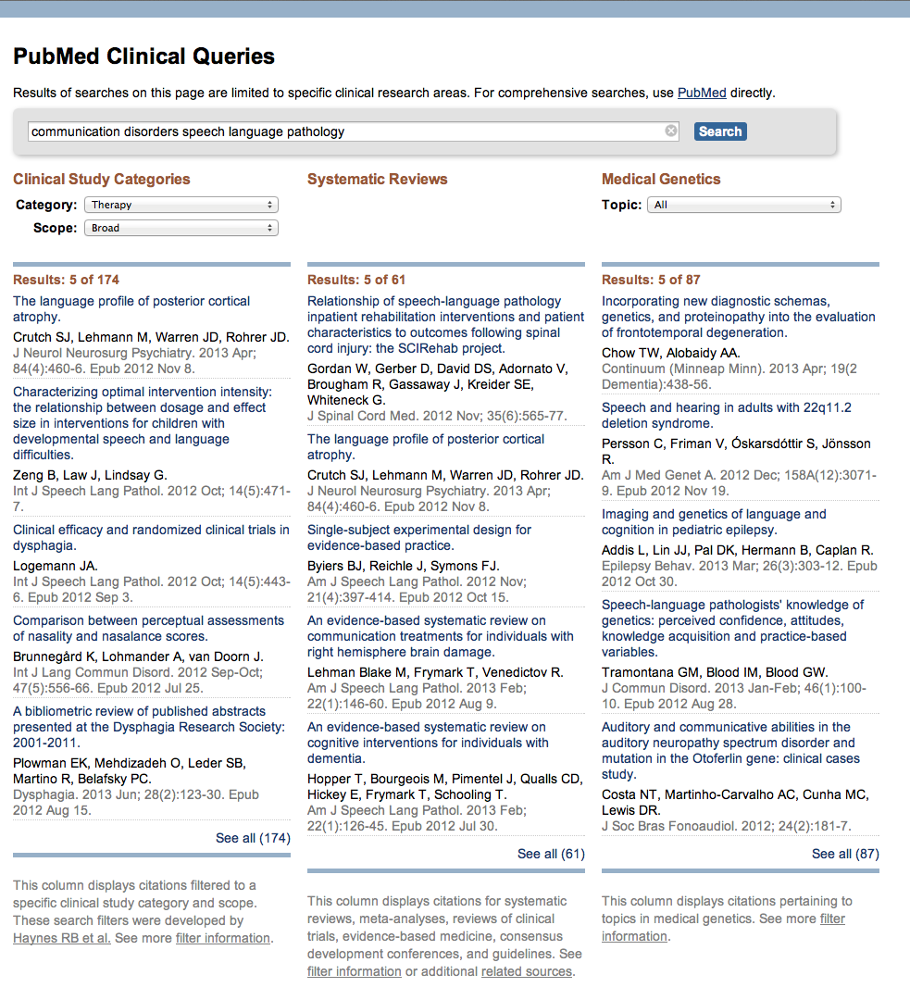 PubMed Clinical Queries
Results of searches on this page are limited to specific clinical research areas. For comprehensive searches, use PubMed directly.
communication disorders speech language pathology
Search
Clinical Study Categories
Category: Therapy
Scope: Broad
Results: 5 of 174
The language profile of posterior cortical
atrophy.
Crutch SJ, Lehmann M, Warren JD, Rohrer JD.
J Neurol Neurosurg Psychiatry. 2013 Apr;
84(4):460-6. Epub 2012 Nov 8.
Characterizing optimal intervention intensity:
the relationship between dosage and effect
size in interventions for children with
developmental speech and language
difficulties.
Zeng B, Law J, Lindsay G.
Int J Speech Lang Pathol. 2012 Oct; 14(5):471-
7.
Clinical efficacy and randomized clinical trials in
dysphagia.
Logemann JA.
Int J Speech Lang Pathol. 2012 Oct; 14(5):443-
6. Epub 2012 Sep 3.
Comparison between perceptual assessments
of nasality and nasalance scores.
Brunnegård K, Lohmander A, van Doorn J.
Int J Lang Commun Disord. 2012 Sep-Oct;
47(5):556-66. Epub 2012 Jul 25.
A bibliometric review of published abstracts
presented at the Dysphagia Research Society:
2001-2011.
Plowman EK, Mehdizadeh O, Leder SB,
Martino R, Belafsky PC.
Dysphagia. 2013 Jun; 28(2):123-30. Epub
2012 Aug 15.
See all (174)
This column displays citations filtered to a
specific clinical study category and scope.
These search filters were developed by
Haynes RB et al. See more filter information.
Systematic Reviews
Results: 5 of 61
Relationship of speech-language pathology
inpatient rehabilitation interventions and patient
characteristics to outcomes following spinal
cord injury: the SCIRehab project.
Gordan W, Gerber D, David DS, Adornato V,
Brougham R, Gassaway J, Kreider SE,
Whiteneck G.
J Spinal Cord Med. 2012 Nov; 35(6):565-77.
The language profile of posterior cortical
atrophy.
Crutch SJ, Lehmann M, Warren JD, Rohrer JD.
J Neurol Neurosurg Psychiatry. 2013 Apr;
84(4):460-6. Epub 2012 Nov 8.
Single-subject experimental design for
evidence-based practice.
Byiers BJ, Reichle J, Symons FJ.
Am J Speech Lang Pathol. 2012 Nov;
21(4):397-414. Epub 2012 Oct 15.
An evidence-based systematic review on
communication treatments for individuals with
right hemisphere brain damage.
Lehman Blake M, Frymark T, Venedictov R.
Am J Speech Lang Pathol. 2013 Feb;
22(1):146-60. Epub 2012 Aug 9.
An evidence-based systematic review on
cognitive interventions for individuals with
dementia.
Hopper T, Bourgeois M, Pimentel J, Qualls CD,
Hickey E, Frymark T, Schooling T.
Am J Speech Lang Pathol. 2013 Feb;
22(1):126-45. Epub 2012 Jul 30.
See all (61)
This column displays citations for systematic
reviews, meta-analyses, reviews of clinical
trials, evidence-based medicine, consensus
development conferences, and guidelines. See
filter information or additional related sources.
Medical Genetics
Topic: All
Results: 5 of 87
Incorporating new diagnostic schemas,
genetics, and proteinopathy into the evaluation
of frontotemporal degeneration.
Chow TW, Alobaidy AA.
Continuum (Minneap Minn). 2013 Apr; 19(2
Dementia):438-56.
Speech and hearing in adults with 22q11.2
deletion syndrome.
Persson C, Friman V, Óskarsdóttir S, Jönsson
R.
Am J Med Genet A. 2012 Dec; 158A(12):3071-
9. Epub 2012 Nov 19.
Imaging and genetics of language and
cognition in pediatric epilepsy.
Addis L, Lin JJ, Pal DK, Hermann B, Caplan R.
Epilepsy Behav. 2013 Mar; 26(3):303-12. Epub
2012 Oct 30.
Speech-language pathologists' knowledge of
genetics: perceived confidence, attitudes,
knowledge acquisition and practice-based
variables.
Tramontana GM, Blood IM, Blood GW.
J Commun Disord. 2013 Jan-Feb; 46(1):100-
10. Epub 2012 Aug 28.
Auditory and communicative abilities in the
auditory neuropathy spectrum disorder and
mutation in the Otoferlin gene: clinical cases
study.
Costa NT, Martinho-Carvalho AC, Cunha MC,
Lewis DR.
J Soc Bras Fonoaudiol. 2012; 24(2):181-7.
See all (87)
This column displays citations pertaining to
topics in medical genetics. See more filter
information.